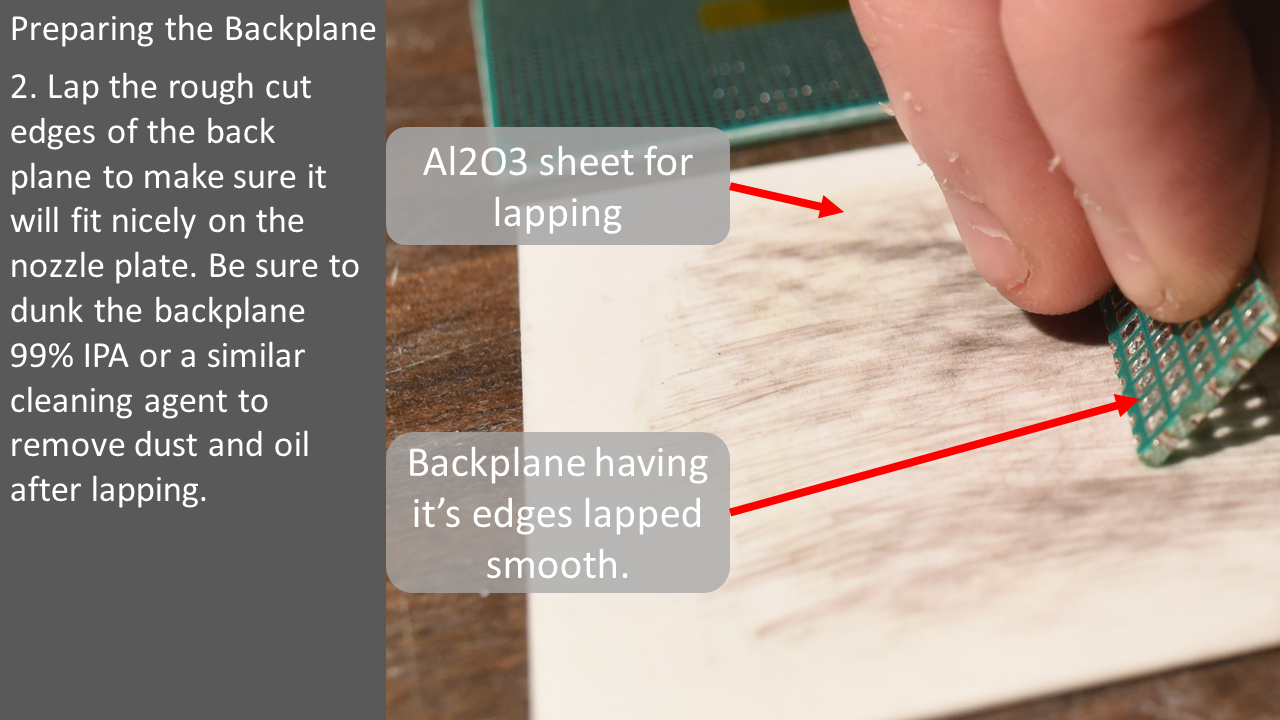 Preparing the Backplane
2. Lap the rough cut
edges of the back
plane to make sure it
will fit nicely on the
nozzle plate. Be sure to
dunk the backplane
99% IPA or a similar
cleaning agent to
remove dust and oil
after lapping.
Al2O3 sheet for
lapping
Backplane having
it’s edges lapped
smooth.